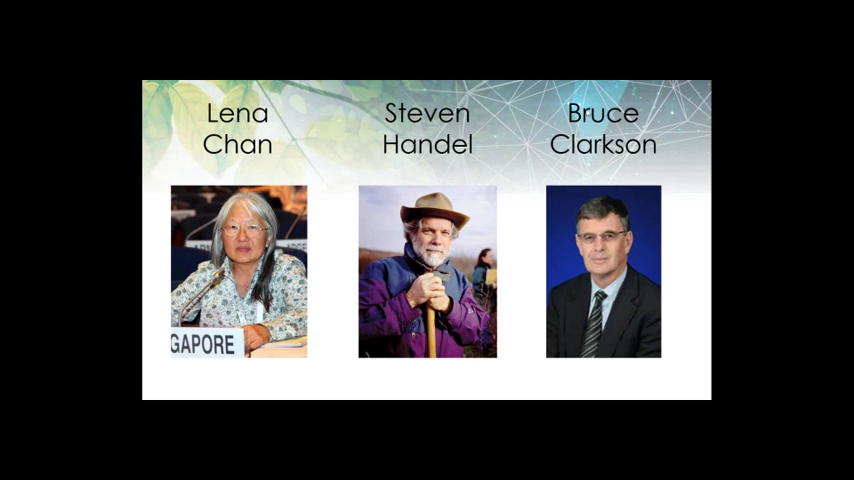 Lena
Chan
Steven
Handel
Bruce
Clarkson
GAPORE